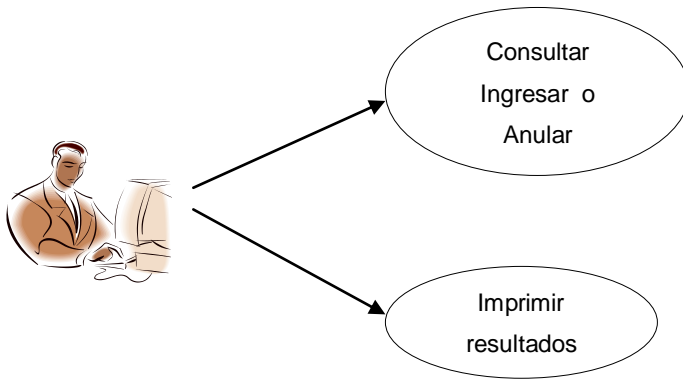 Consultar
Ingresar o
Anular
Imprimir
resultados